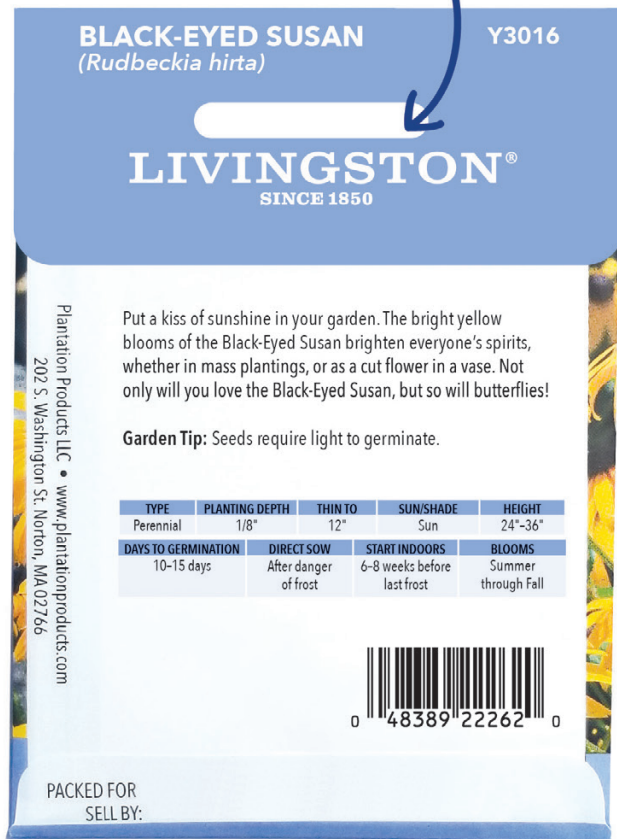 BLACK-EYED SUSAN
Y3016
(Rudbeckia hirta)
LIVINGSTON®
SINCE 1850
Plantation Products LLC • www.plantationproducts.com
202 S. Washington St. Norton, MA 02766
Put a kiss of sunshine in your garden. The bright yellow
blooms of the Black-Eyed Susan brighten everyone's spirits,
whether in mass plantings, or as a cut flower in a vase. Not
only will you love the Black-Eyed Susan, but so will butterflies!
Garden Tip: Seeds require light to germinate.
TYPE PLANTING DEPTH THIN TO SUN/SHADE HEIGHT
Perennial 1/8" 12" Sun 24"–36"
DAYS TO GERMINATION DIRECT SOW START INDOORS BLOOMS
10–15 days After danger 6–8 weeks before Summer
of frost last frost through Fall
0 48389 22262 0
PACKED FOR
SELL BY: